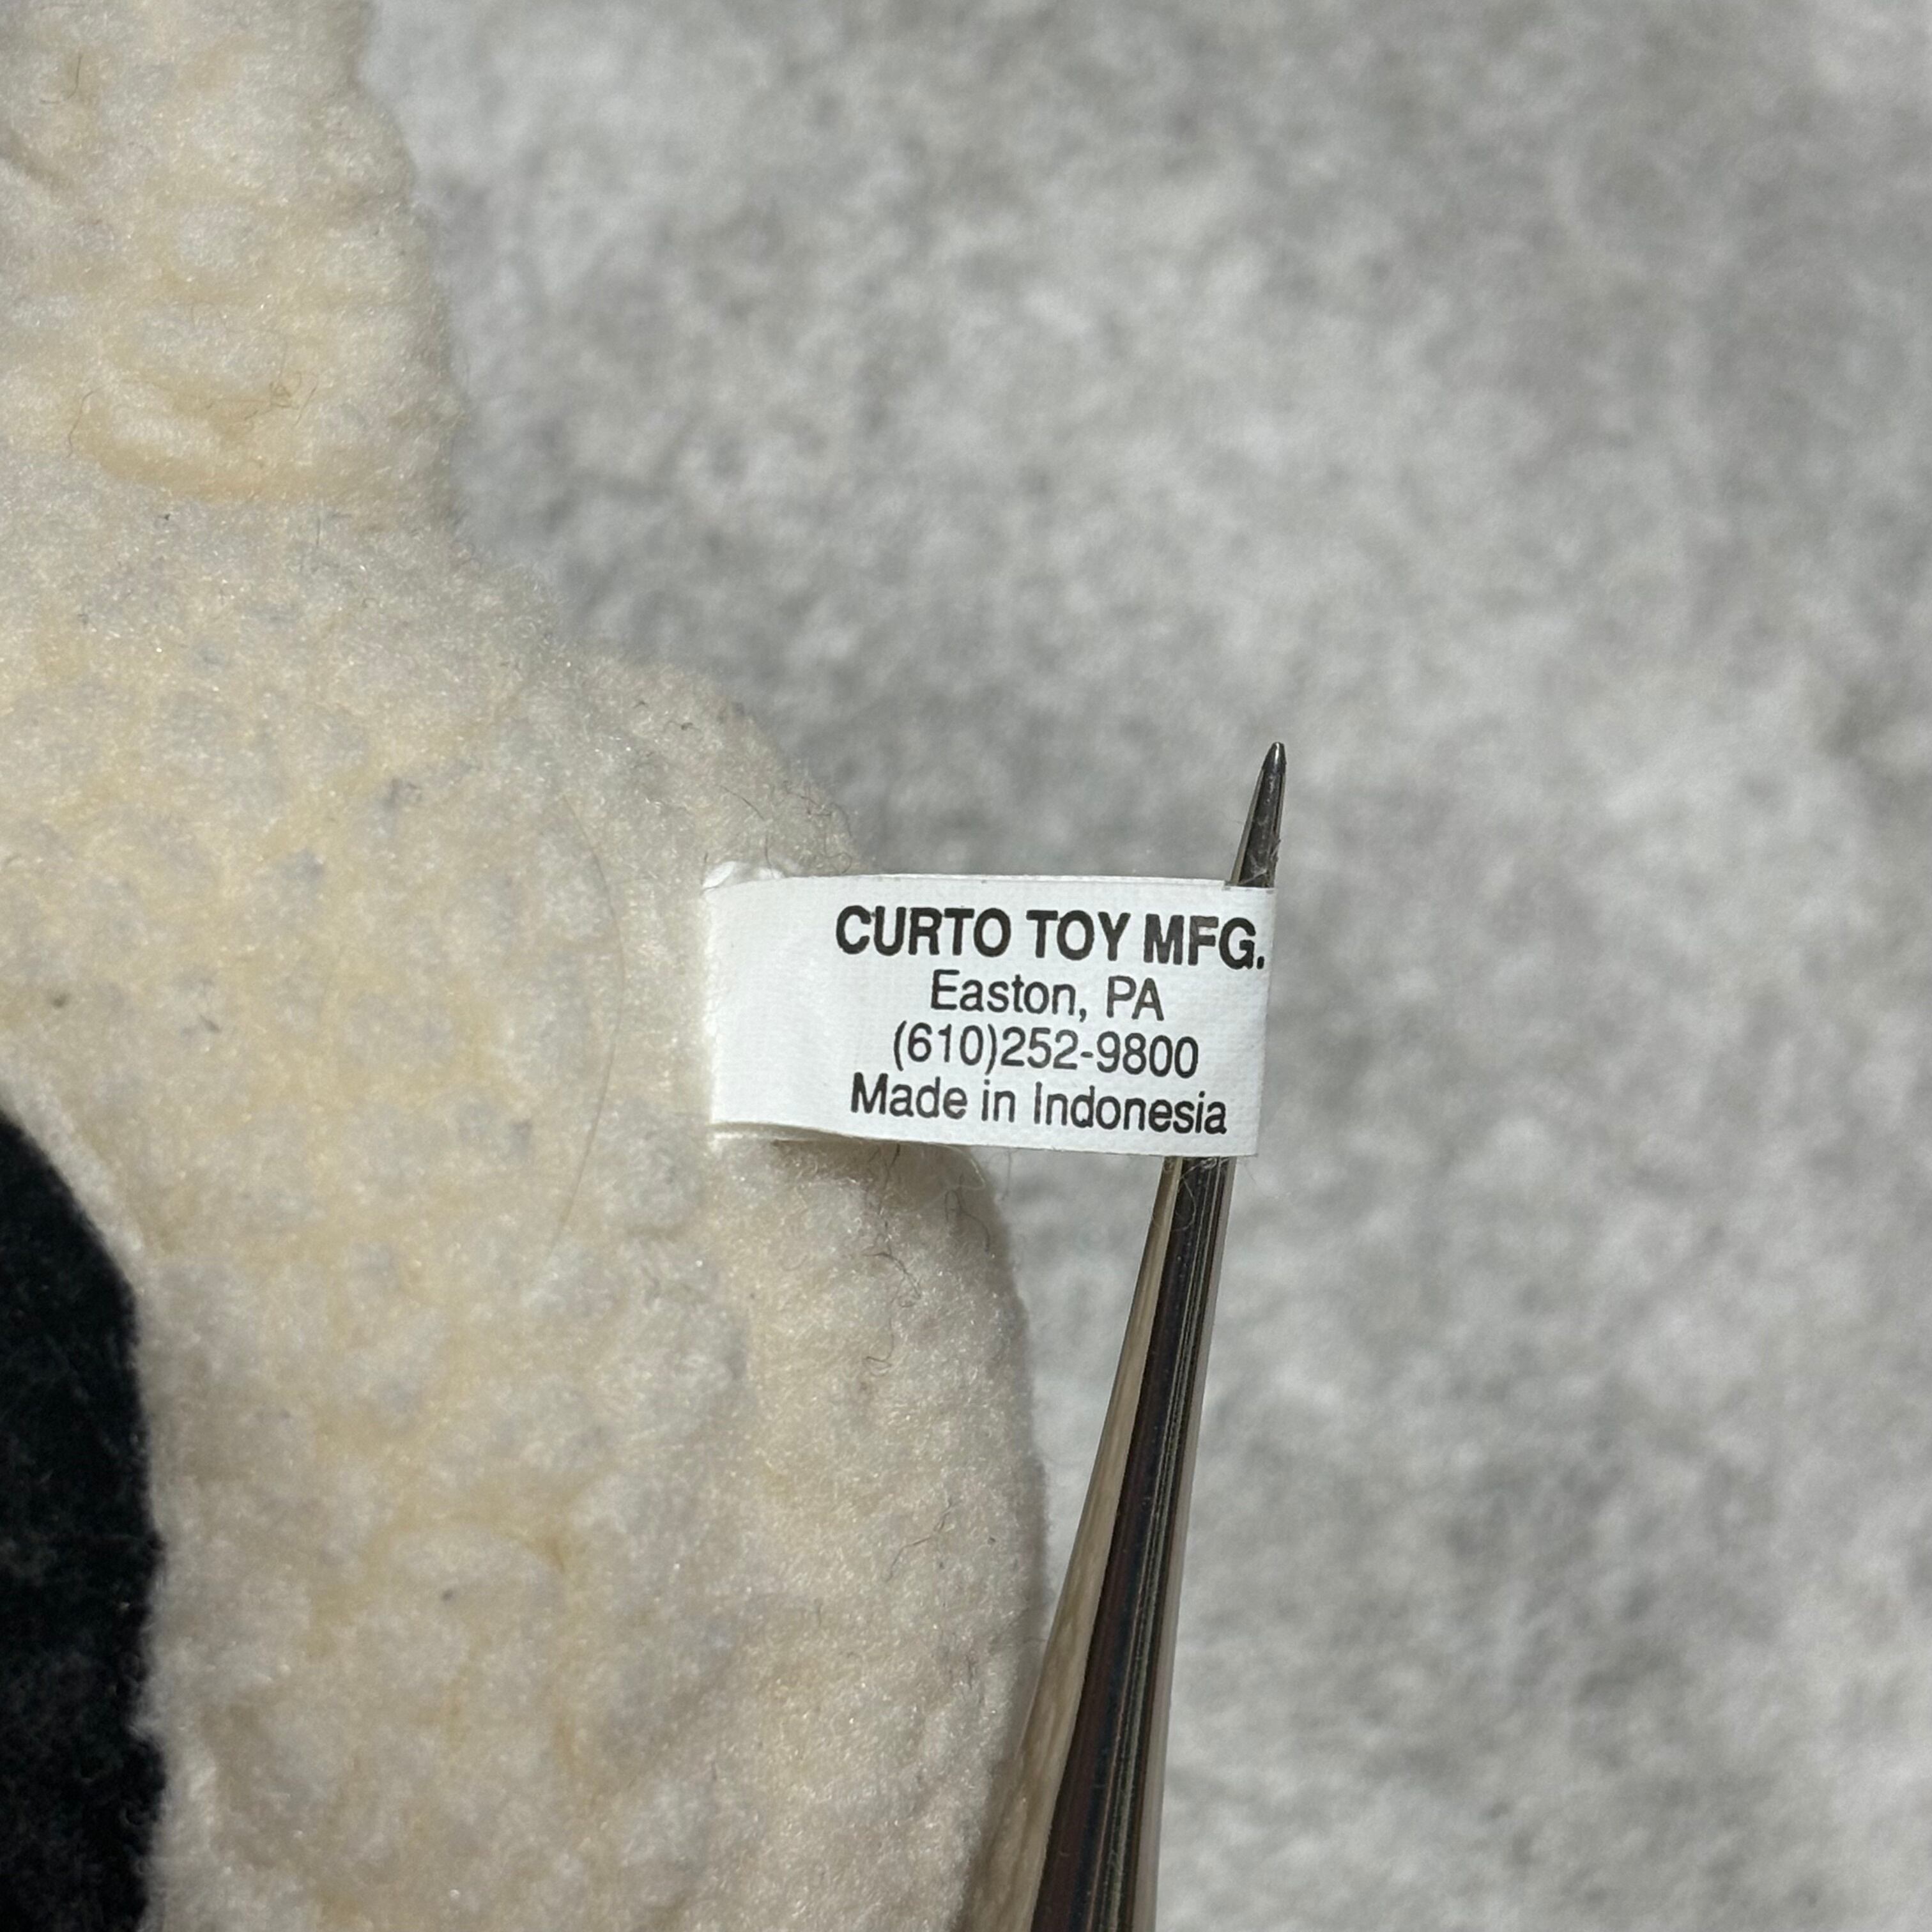 CURTO TOY MFG.
Easton, PA
(610)252-9800
Made in Indonesia